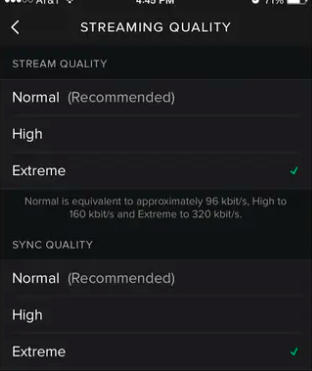 AT&T 4:45 PM 71%
STREAMING QUALITY
STREAM QUALITY
Normal (Recommended)
High
Extreme
Normal is equivalent to approximately 96 kbit/s, High to
160 kbit/s and Extreme to 320 kbit/s.
SYNC QUALITY
Normal (Recommended)
High
Extreme